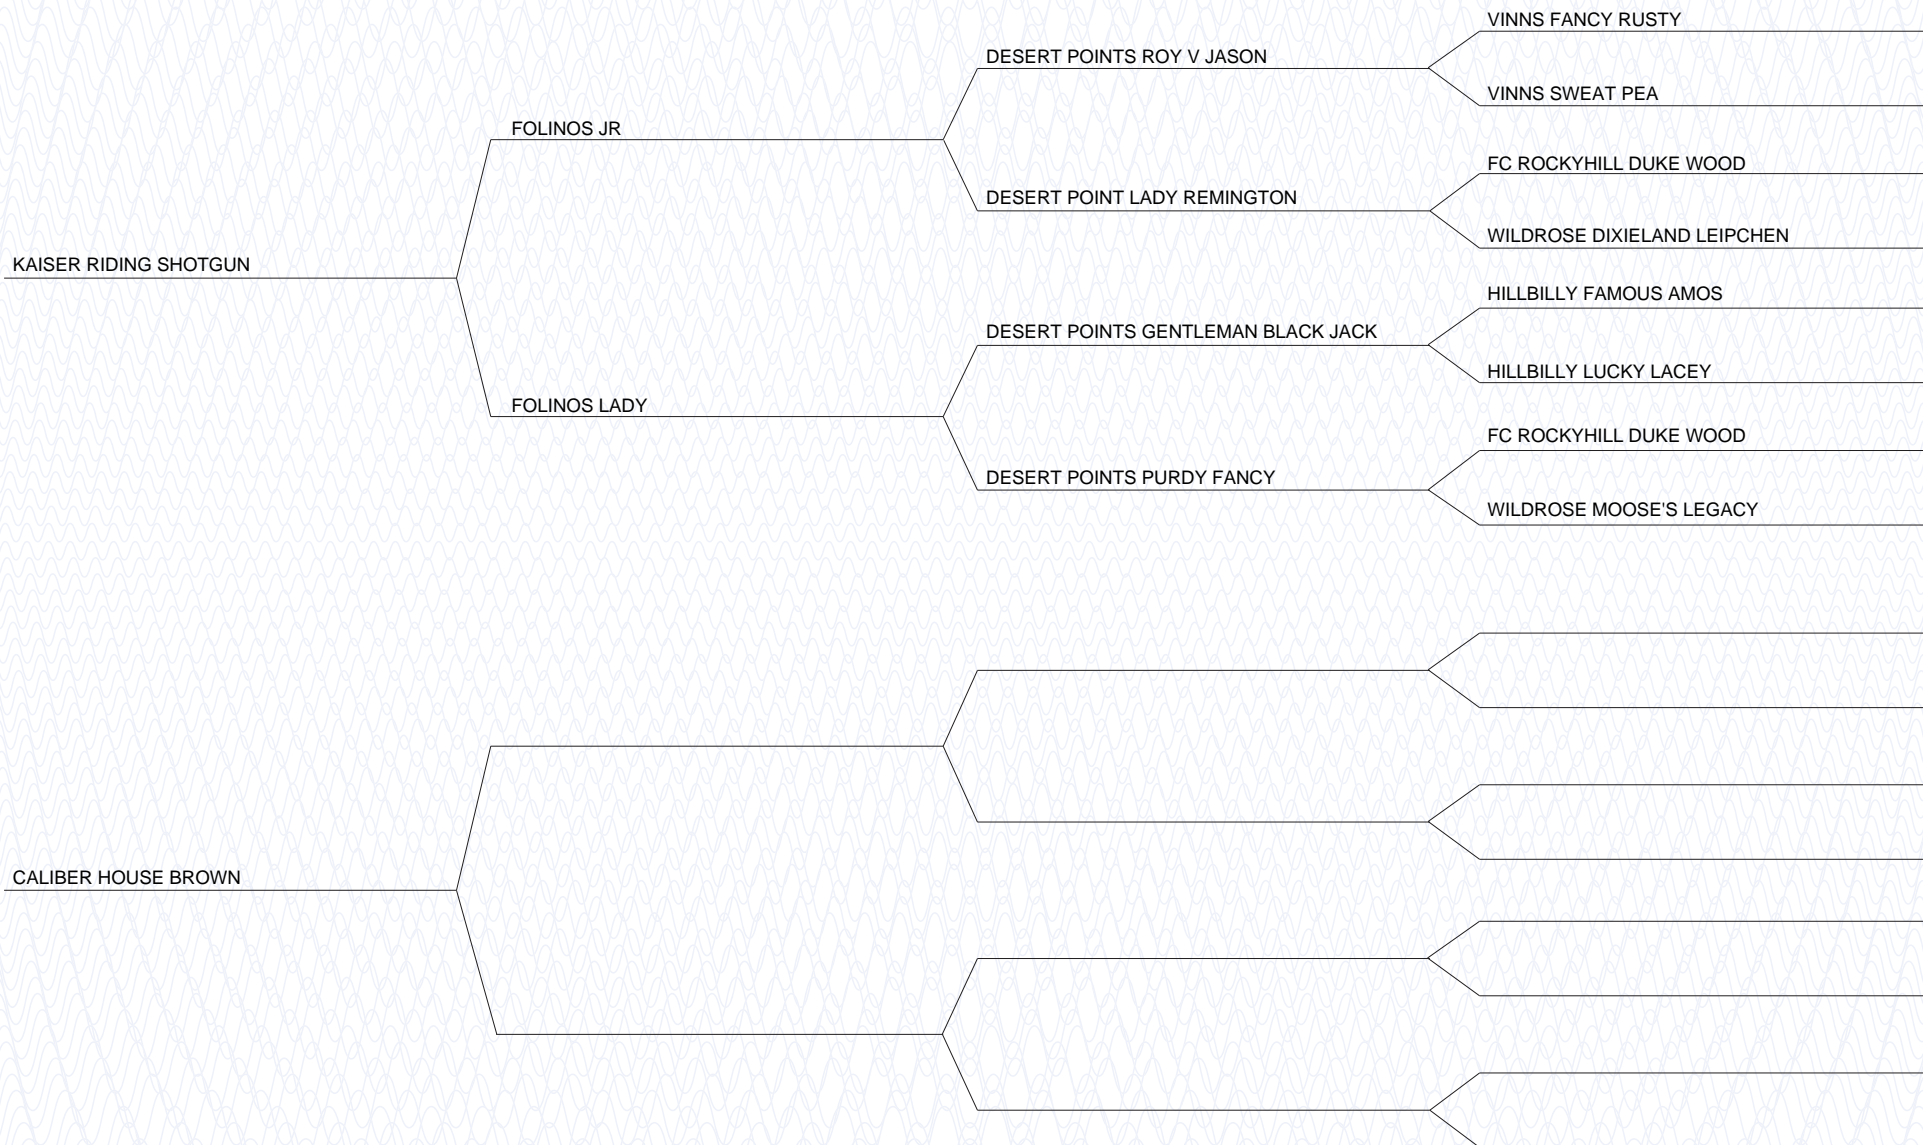 VINNS FANCY RUSTY
DESERT POINTS ROY V JASON
VINNS SWEAT PEA
FOLINOS JR
FC ROCKYHILL DUKE WOOD
DESERT POINT LADY REMINGTON
WILDROSE DIXIELAND LEIPCHEN
KAISER RIDING SHOTGUN
HILLBILLY FAMOUS AMOS
DESERT POINTS GENTLEMAN BLACK JACK
HILLBILLY LUCKY LACEY
FOLINOS LADY
FC ROCKYHILL DUKE WOOD
DESERT POINTS PURDY FANCY
WILDROSE MOOSE'S LEGACY
CALIBER HOUSE BROWN